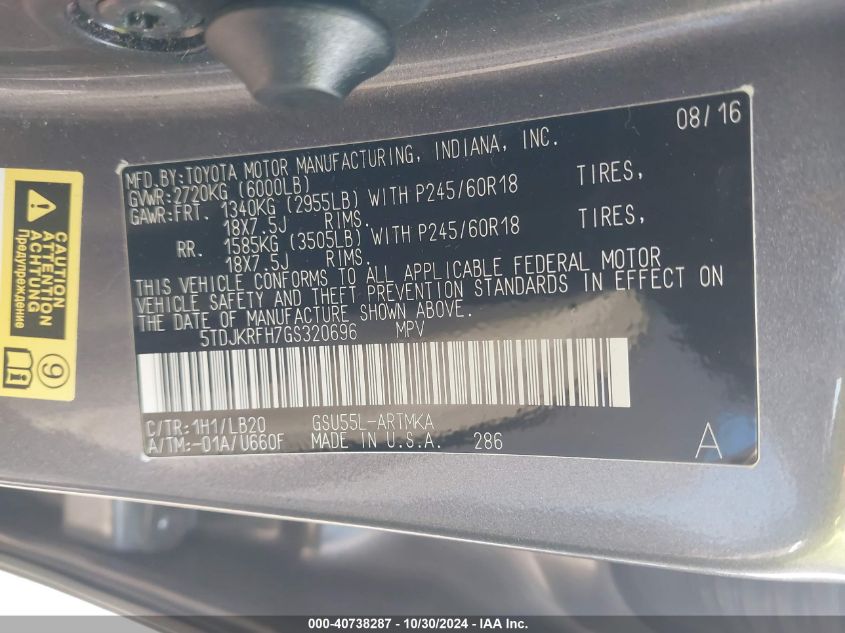 08/16
MFD.BY:TOYOTA MOTOR MANUFACTURING, INDIANA, INC.
GVWR:2720KG (6000LB)
GAWR:FRT. 1340KG (2955LB) WITH P245/60R18 TIRES,
18X7.5J RIMS.
RR. 1585KG (3505LB) WITH P245/60R18 TIRES,
18X7.5J RIMS.
THIS VEHICLE CONFORMS TO ALL APPLICABLE FEDERAL MOTOR
VEHICLE SAFETY AND THEFT PREVENTION STANDARDS IN EFFECT ON
THE DATE OF MANUFACTURE SHOWN ABOVE.
5TDJKRFH7GS320696 MPV
C/TR:1H1/LB20 GSU55L-ARTMKA
A/TM:-01A/U660F MADE IN U.S.A. 286
A
CAUTION
ATTENTION
Предупреждение
9
000-40738287 - 10/30/2024 - IAA Inc.